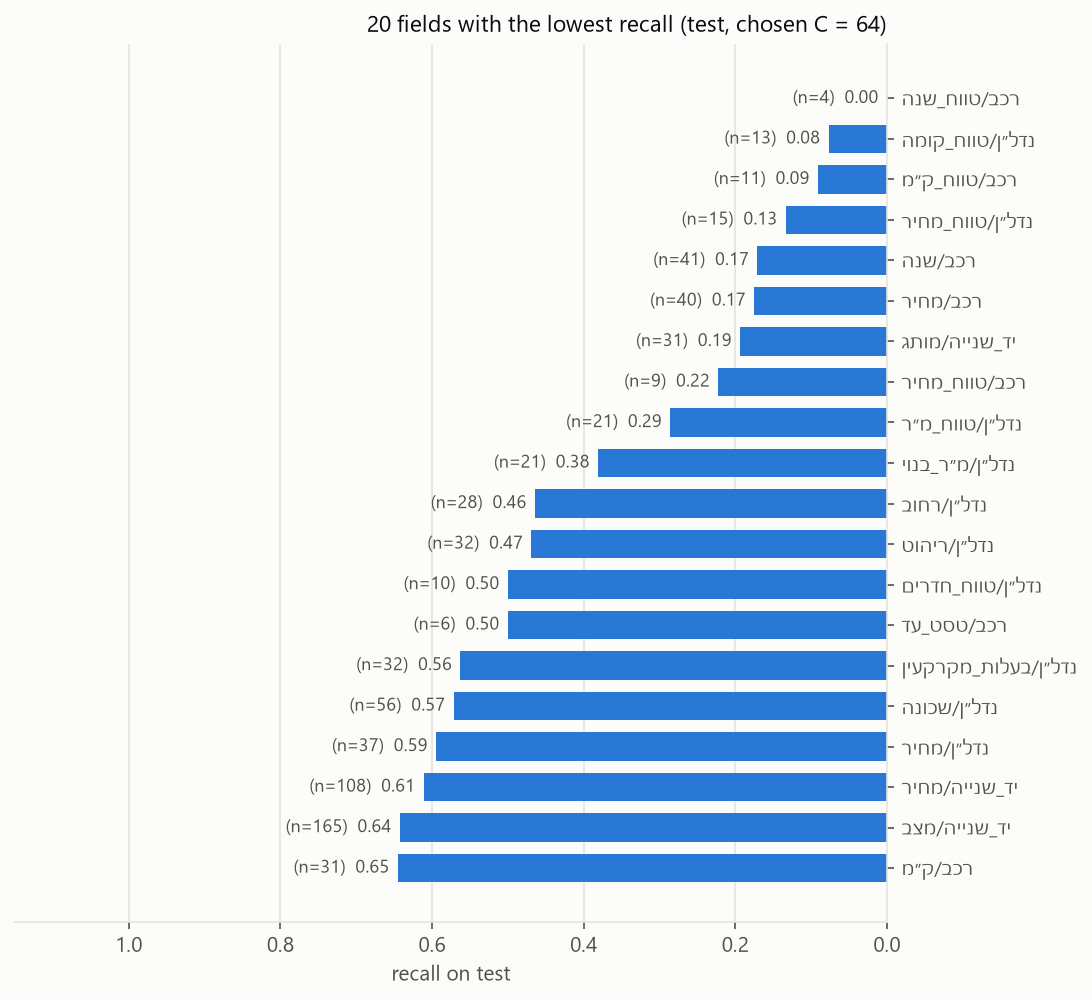 20 fields with the lowest recall (test, chosen C = 64)
רכב/טווח_שנה (n=4) 0.00
נדל״ן/טווח_קומה (n=13) 0.08
רכב/טווח_ק״מ (n=11) 0.09
נדל״ן/טווח_מחיר (n=15) 0.13
רכב/שנה (n=41) 0.17
רכב/מחיר (n=40) 0.17
יד_שנייה/מותג (n=31) 0.19
רכב/טווח_מחיר (n=9) 0.22
נדל״ן/טווח_מ״ר (n=21) 0.29
נדל״ן/מ״ר_בנוי (n=21) 0.38
נדל״ן/רחוב (n=28) 0.46
נדל״ן/ריהוט (n=32) 0.47
נדל״ן/טווח_חדרים (n=10) 0.50
רכב/טסט_עד (n=6) 0.50
נדל״ן/בעלות_מקרקעין (n=32) 0.56
נדל״ן/שכונה (n=56) 0.57
נדל״ן/מחיר (n=37) 0.59
יד_שנייה/מחיר (n=108) 0.61
יד_שנייה/מצב (n=165) 0.64
רכב/ק״מ (n=31) 0.65
1.0 0.8 0.6 0.4 0.2 0.0
recall on test